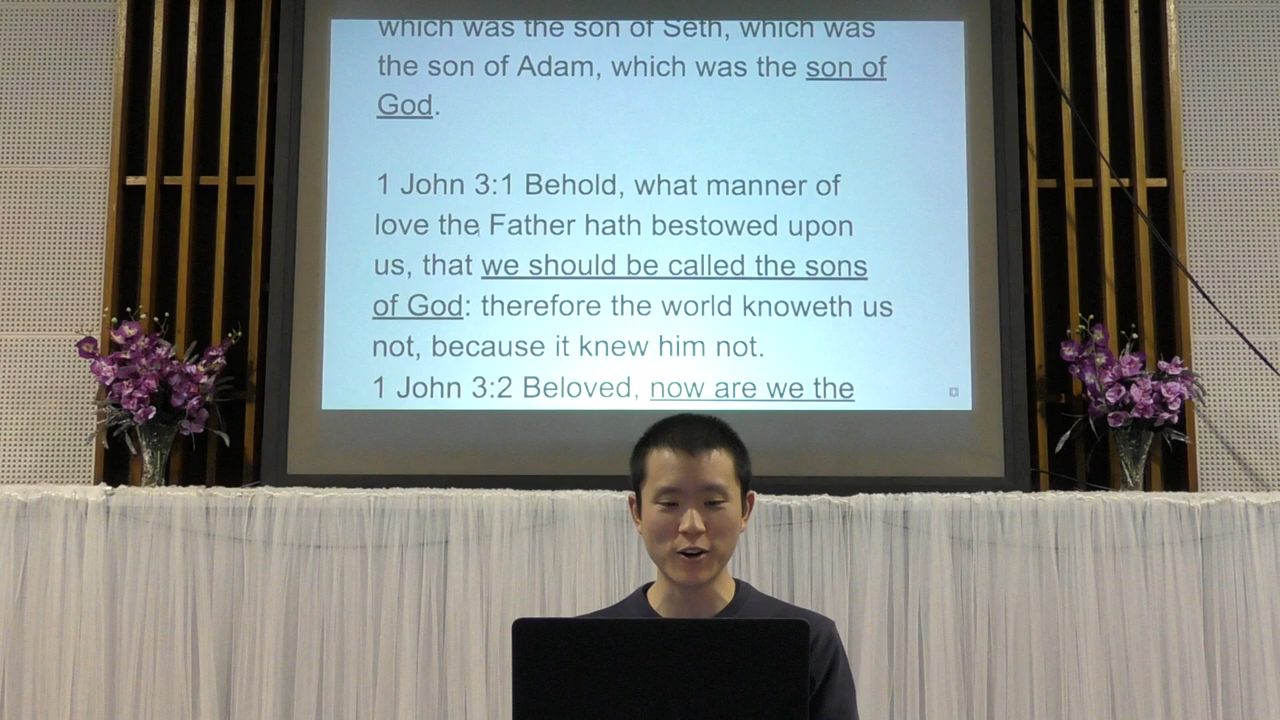 which was the son of Seth, which was
the son of Adam, which was the son of
God.
1 John 3:1 Behold, what manner of
love the Father hath bestowed upon
us, that we should be called the sons
of God: therefore the world knoweth us
not, because it knew him not.
1 John 3:2 Beloved, now are we the